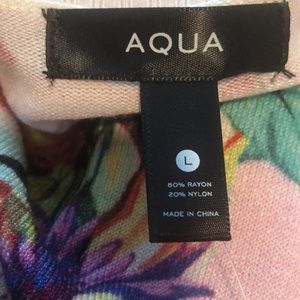 AQUA
L
80% RAYON
20% NYLON
MADE IN CHINA